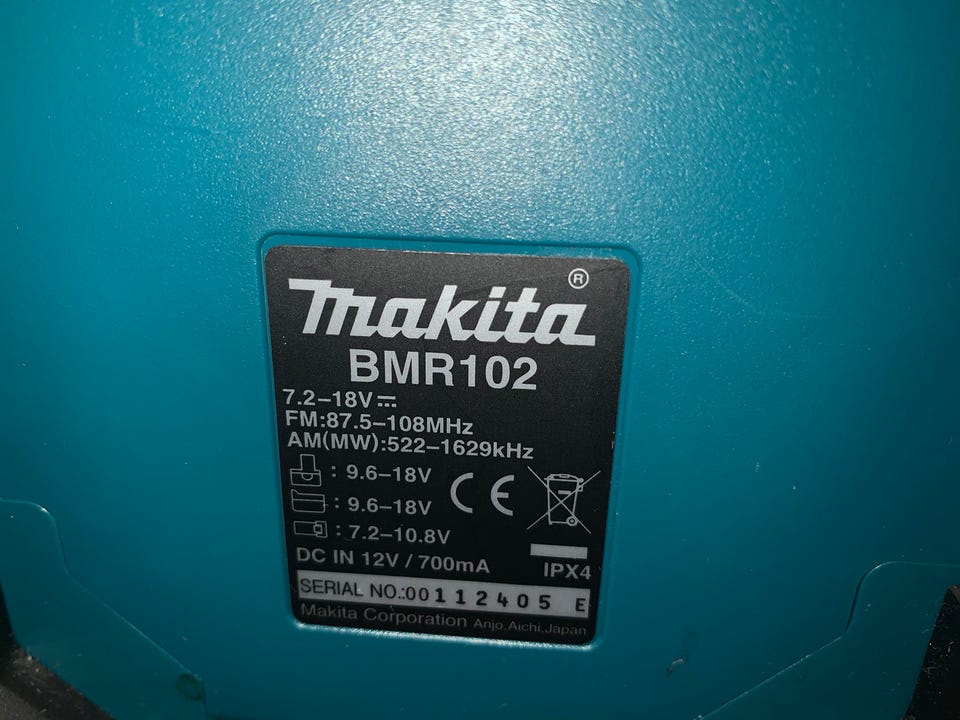 makita®
BMR102
7.2–18V⎓
FM:87.5–108MHz
AM(MW):522–1629kHz
: 9.6–18V
: 9.6–18V
: 7.2–10.8V
CE
DC IN 12V / 700mA
IPX4
SERIAL NO.:00112405 E
Makita Corporation Anjo,Aichi,Japan